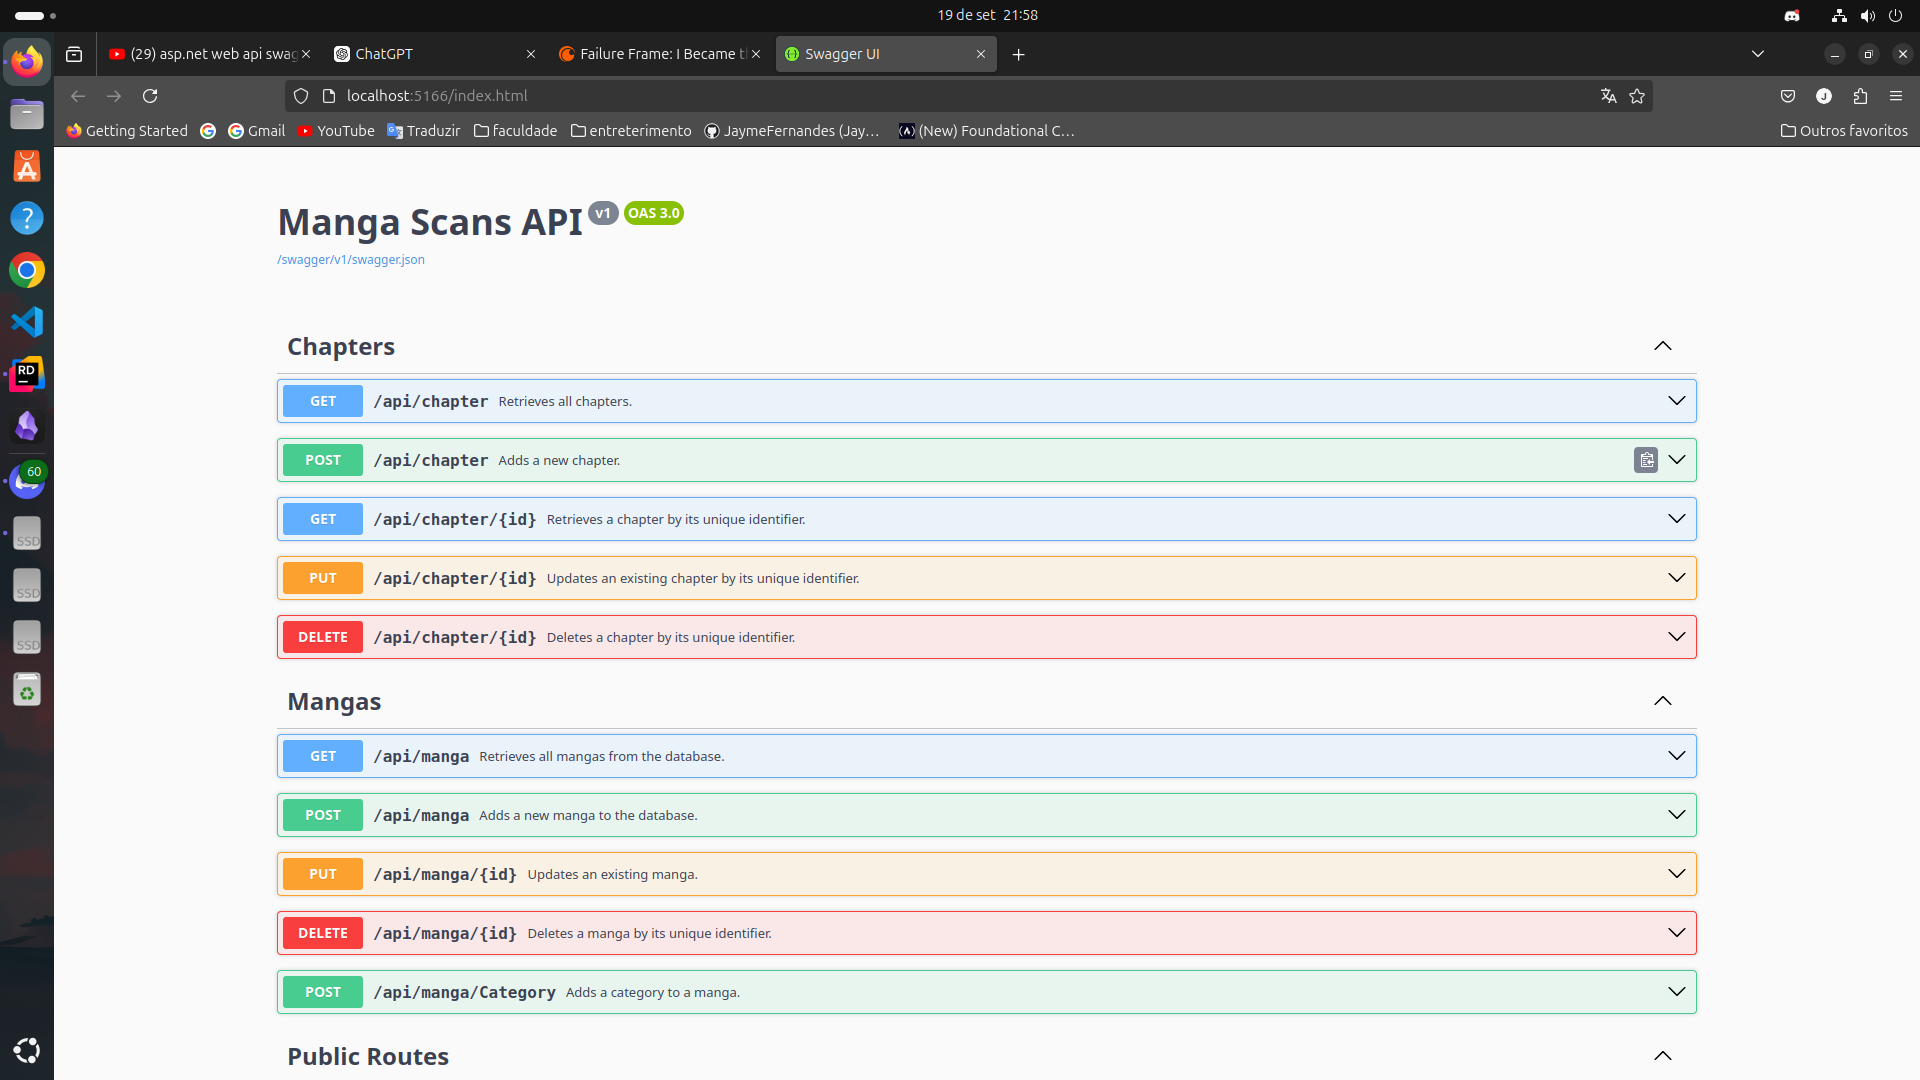 19 de set 21:58
(29) asp.net web api swag
ChatGPT
Failure Frame: I Became t
Swagger UI
localhost:5166/index.html
J
Getting Started
Gmail
YouTube
Traduzir
faculdade
entreterimento
JaymeFernandes (Jay…
(New) Foundational C…
Outros favoritos
RD
60
SSD
SSD
SSD
Manga Scans API v1 OAS 3.0
/swagger/v1/swagger.json
Chapters
GET /api/chapter Retrieves all chapters.
POST /api/chapter Adds a new chapter.
GET /api/chapter/{id} Retrieves a chapter by its unique identifier.
PUT /api/chapter/{id} Updates an existing chapter by its unique identifier.
DELETE /api/chapter/{id} Deletes a chapter by its unique identifier.
Mangas
GET /api/manga Retrieves all mangas from the database.
POST /api/manga Adds a new manga to the database.
PUT /api/manga/{id} Updates an existing manga.
DELETE /api/manga/{id} Deletes a manga by its unique identifier.
POST /api/manga/Category Adds a category to a manga.
Public Routes